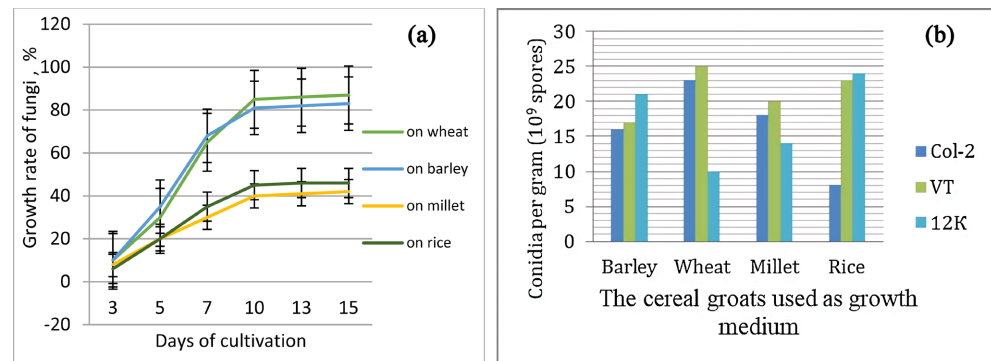 (a)
Growth rate of fungi , %
120
100
80
60
40
20
0
-20
3 5 7 10 13 15
Days of cultivation
on wheat
on barley
on millet
on rice
(b)
Conidia per gram (10⁹ spores)
30
25
20
15
10
5
0
Barley Wheat Millet Rice
The cereal groats used as growth
medium
Col-2
VT
12K